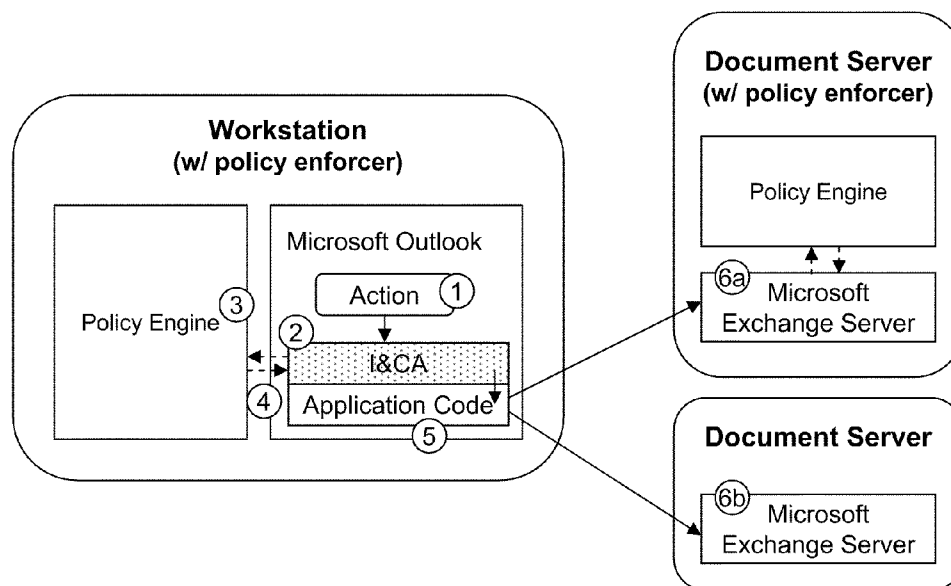 Workstation
(w/ policy enforcer)
Policy Engine
3
Microsoft Outlook
Action
1
2
I&CA
4
Application Code
5
Document Server
(w/ policy enforcer)
Policy Engine
6a
Microsoft
Exchange Server
Document Server
6b
Microsoft
Exchange Server